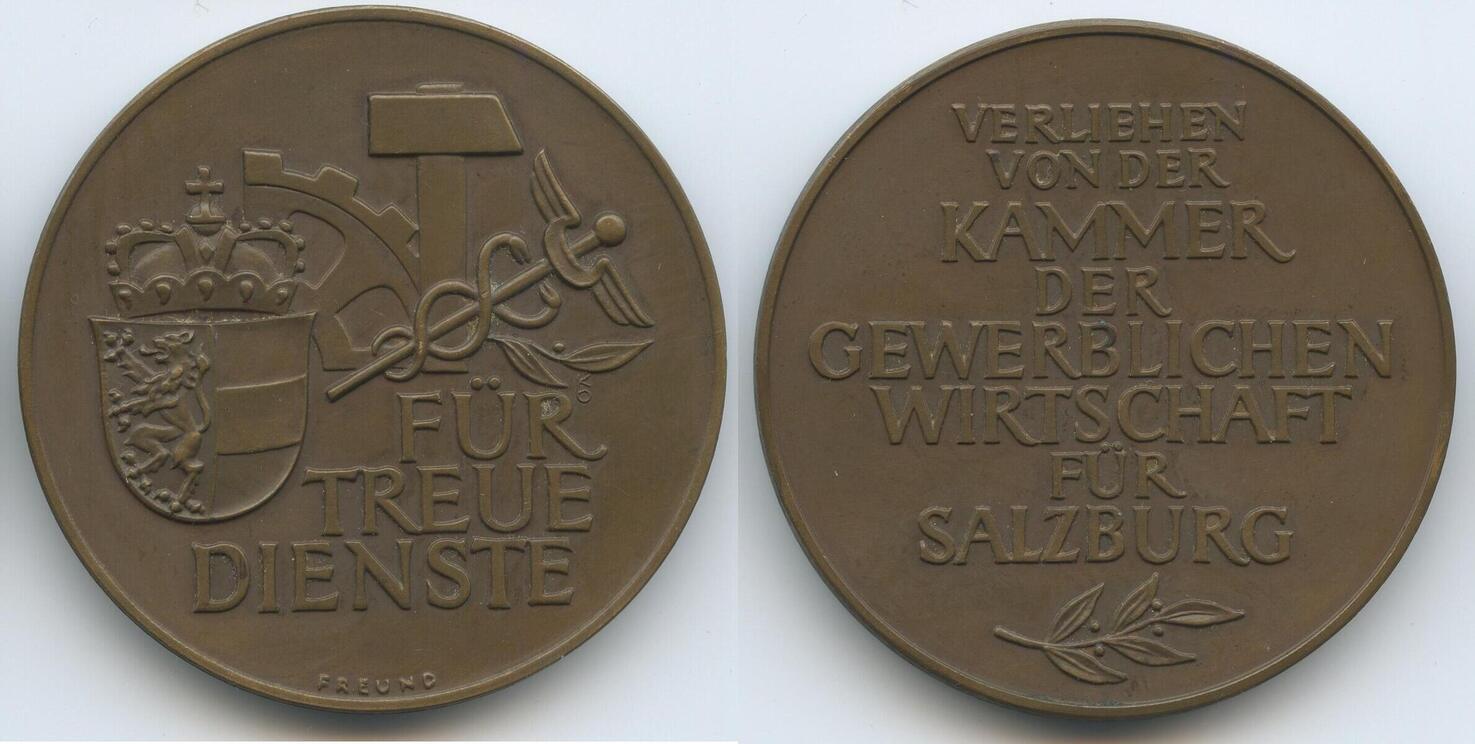 FÜR
TREUE
DIENSTE
FREUND
VERLIEHEN
VON DER
KAMMER
DER
GEWERBLICHEN
WIRTSCHAFT
FÜR
SALZBURG